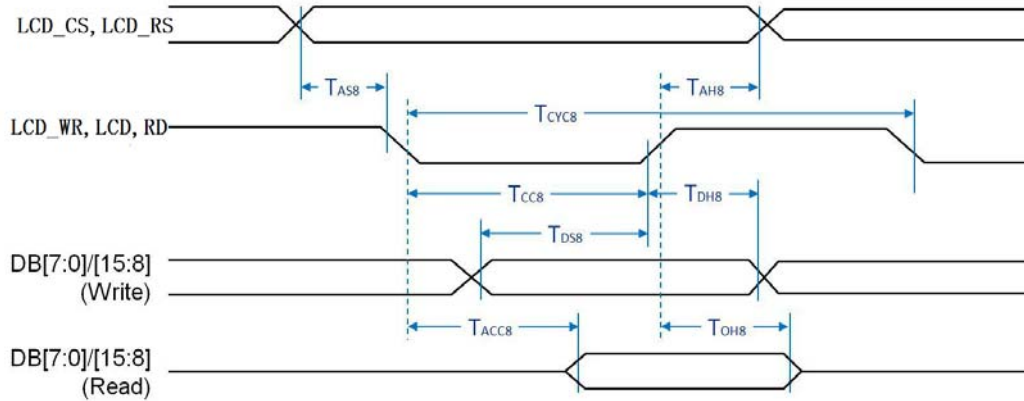 LCD_CS, LCD_RS
TAS8
TAH8
TCYC8
LCD_WR, LCD, RD
TCC8
TDH8
TDS8
DB[7:0]/[15:8]
(Write)
TACC8
TOH8
DB[7:0]/[15:8]
(Read)